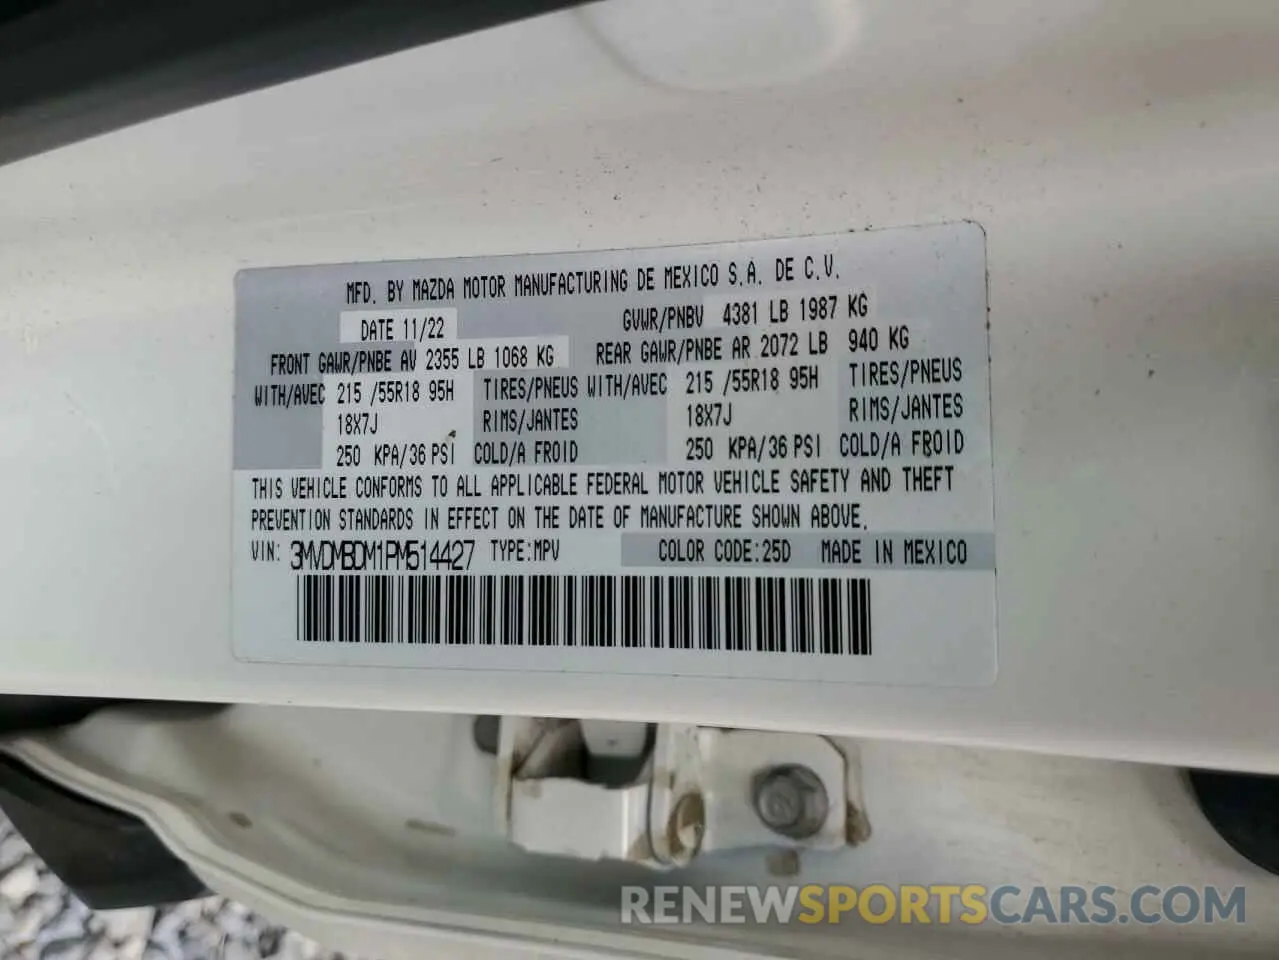 MFD. BY MAZDA MOTOR MANUFACTURING DE MEXICO S.A. DE C.V.
DATE 11/22 GVWR/PNBV 4381 LB 1987 KG
FRONT GAWR/PNBE AV 2355 LB 1068 KG REAR GAWR/PNBE AR 2072 LB 940 KG
WITH/AVEC 215 /55R18 95H TIRES/PNEUS WITH/AVEC 215 /55R18 95H TIRES/PNEUS
18X7J RIMS/JANTES 18X7J RIMS/JANTES
250 KPA/36 PSI COLD/A FROID 250 KPA/36 PSI COLD/A FROID
THIS VEHICLE CONFORMS TO ALL APPLICABLE FEDERAL MOTOR VEHICLE SAFETY AND THEFT
PREVENTION STANDARDS IN EFFECT ON THE DATE OF MANUFACTURE SHOWN ABOVE.
VIN: 3MVDMBDM1PM514427 TYPE:MPV COLOR CODE:25D MADE IN MEXICO
RENEWSPORTSCARS.COM